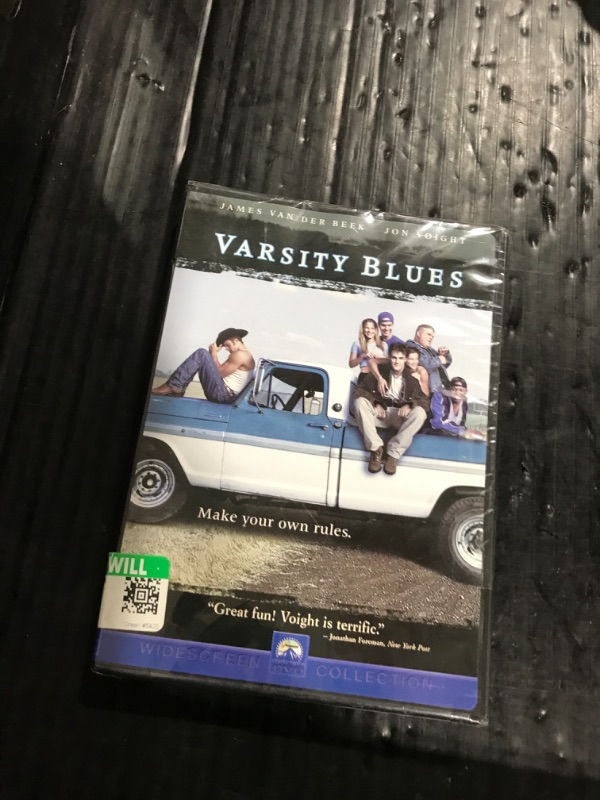 JAMES VAN DER BEEK JON VOIGHT
VARSITY BLUES
Make your own rules.
WILL
"Great fun! Voight is terrific."
– Jonathan Foreman, New York Post
WIDESCREEN COLLECTION